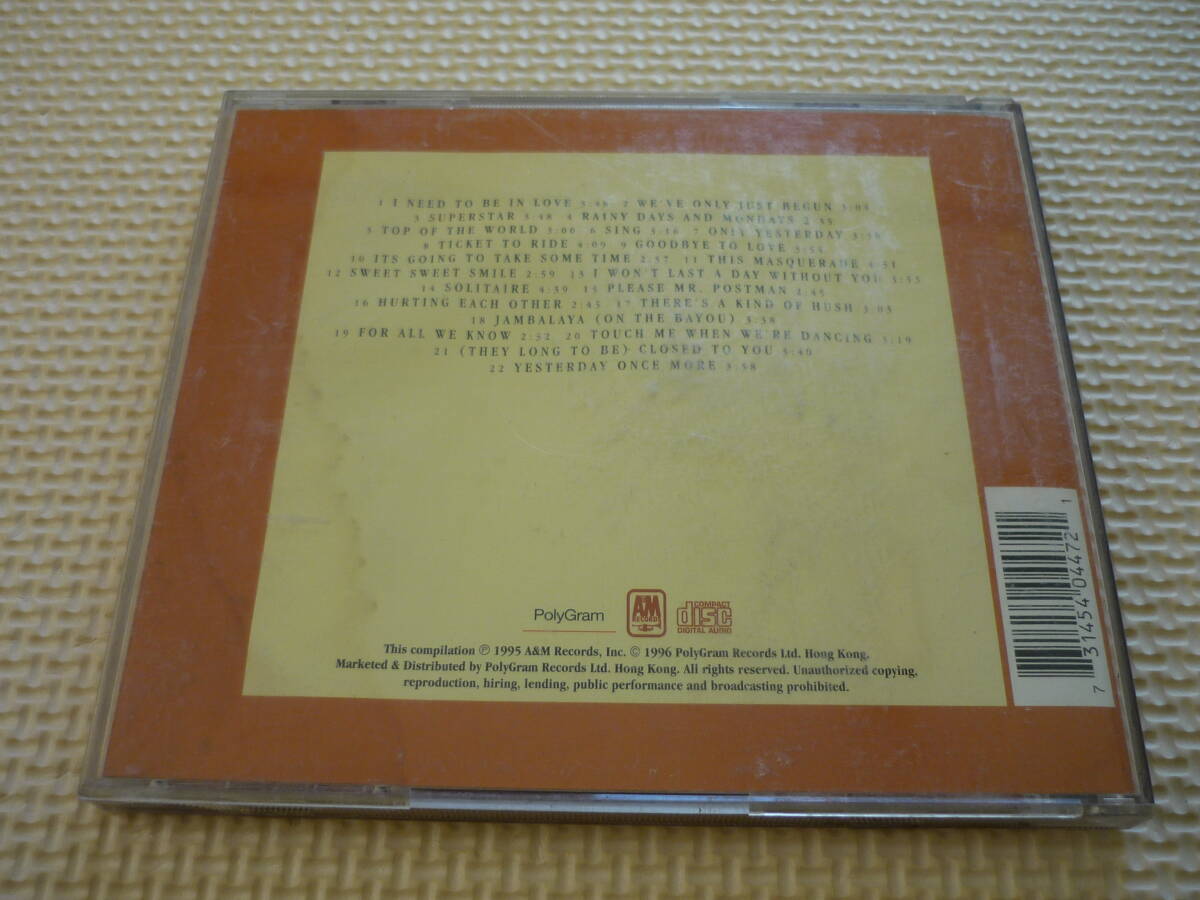 1 I NEED TO BE IN LOVE 3:48 2 WE'VE ONLY JUST BEGUN 3:04
3 SUPERSTAR 3:48 4 RAINY DAYS AND MONDAYS 2:35
5 TOP OF THE WORLD 3:00 6 SING 3:16 7 ONLY YESTERDAY 3:58
8 TICKET TO RIDE 4:09 9 GOODBYE TO LOVE 3:54
10 ITS GOING TO TAKE SOME TIME 2:57 11 THIS MASQUERADE 4:51
12 SWEET SWEET SMILE 2:59 13 I WON'T LAST A DAY WITHOUT YOU 3:53
14 SOLITAIRE 4:39 15 PLEASE MR. POSTMAN 2:45
16 HURTING EACH OTHER 2:45 17 THERE'S A KIND OF HUSH 3:03
18 JAMBALAYA (ON THE BAYOU) 3:38
19 FOR ALL WE KNOW 2:32 20 TOUCH ME WHEN WE'RE DANCING 3:19
21 (THEY LONG TO BE) CLOSED TO YOU 3:40
22 YESTERDAY ONCE MORE 3:58
PolyGram
A&M RECORDS
COMPACT disc DIGITAL AUDIO
This compilation ℗ 1995 A&M Records, Inc. © 1996 PolyGram Records Ltd. Hong Kong.
Marketed & Distributed by PolyGram Records Ltd. Hong Kong. All rights reserved. Unauthorized copying,
reproduction, hiring, lending, public performance and broadcasting prohibited.
7 31454 04472 1